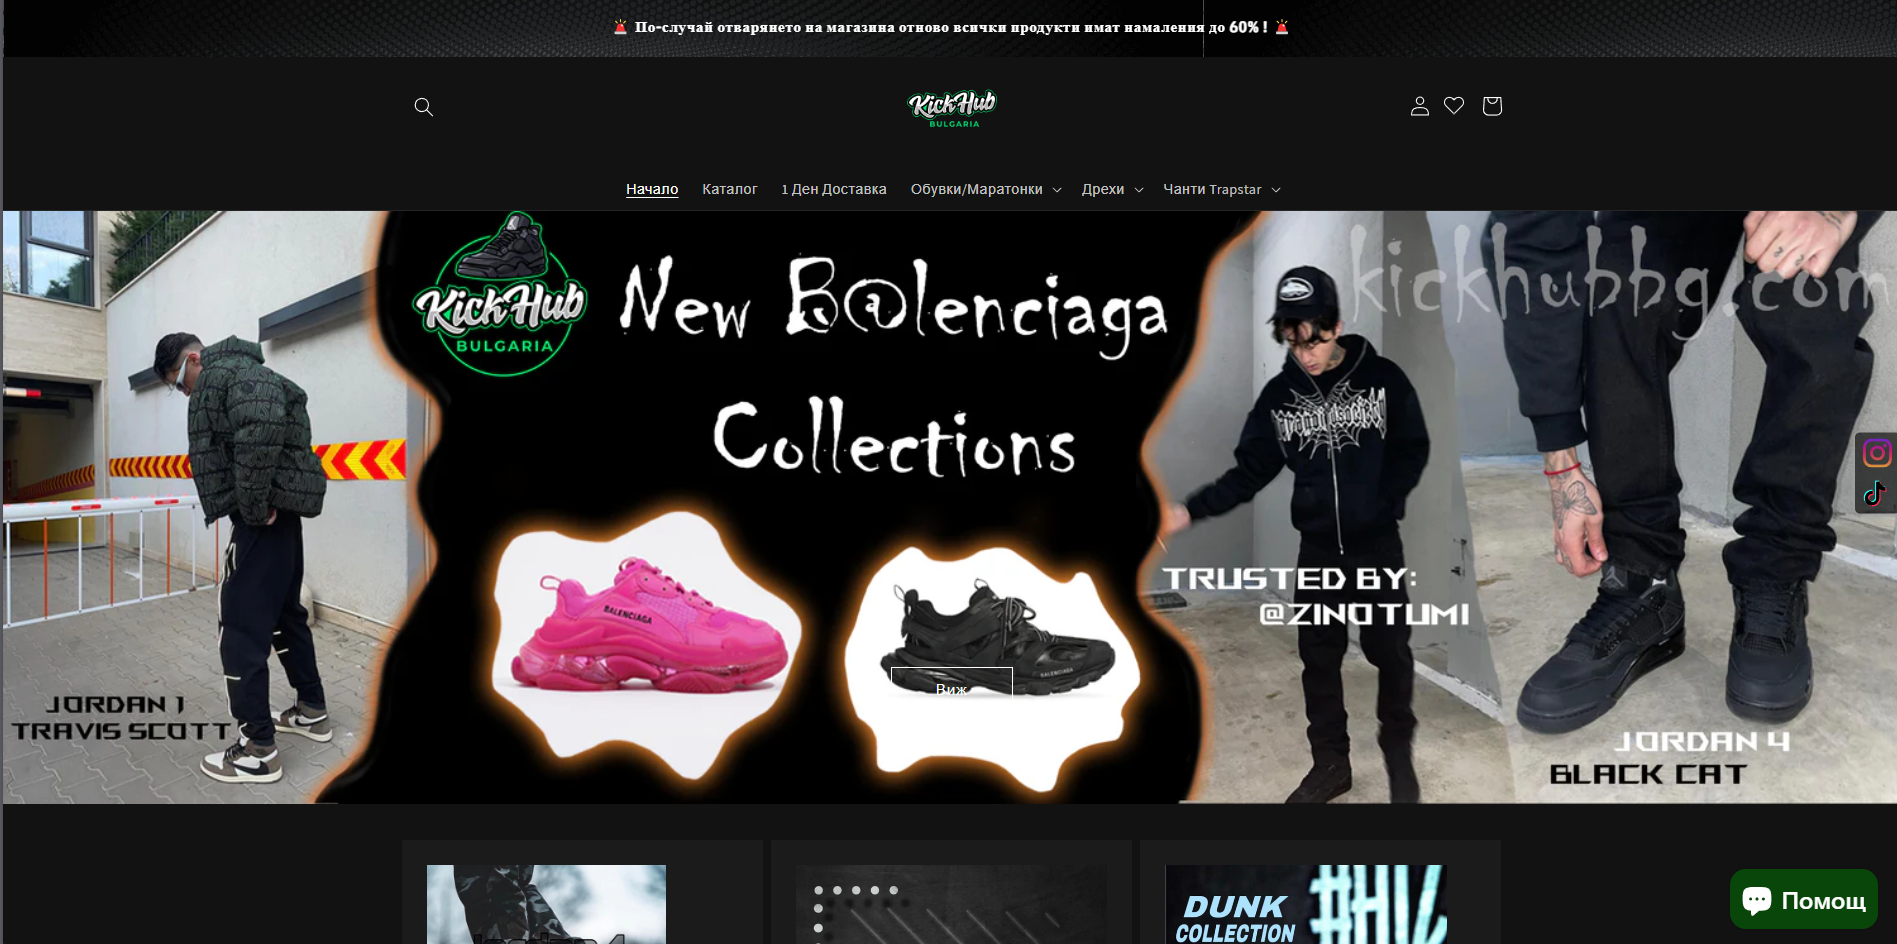 🚨 По-случай отварянето на магазина отново всички продукти имат намаления до 60% ! 🚨
KickHub
BULGARIA
Начало
Каталог
1 Ден Доставка
Обувки/Маратонки
Дрехи
Чанти Trapstar
KickHub
BULGARIA
New B@lenciaga
Collections
kickhubbg.com
BALENCIAGA
BALENCIAGA
Виж
TRUSTED BY:
@ZINOTUMI
JORDAN 1
TRAVIS SCOTT
JORDAN 4
BLACK CAT
DUNK
COLLECTION
Помощ